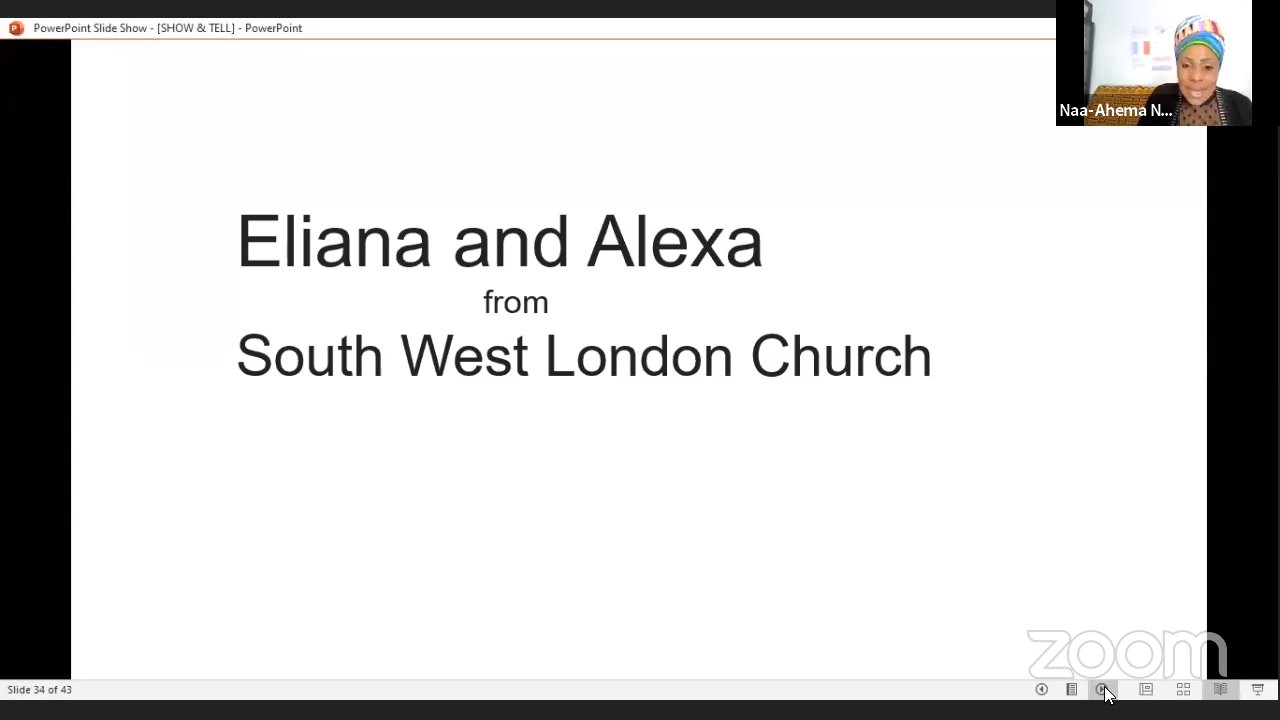 PowerPoint Slide Show - [SHOW & TELL] - PowerPoint
Naa-Ahema N...
Eliana and Alexa
from
South West London Church
zoom
Slide 34 of 43